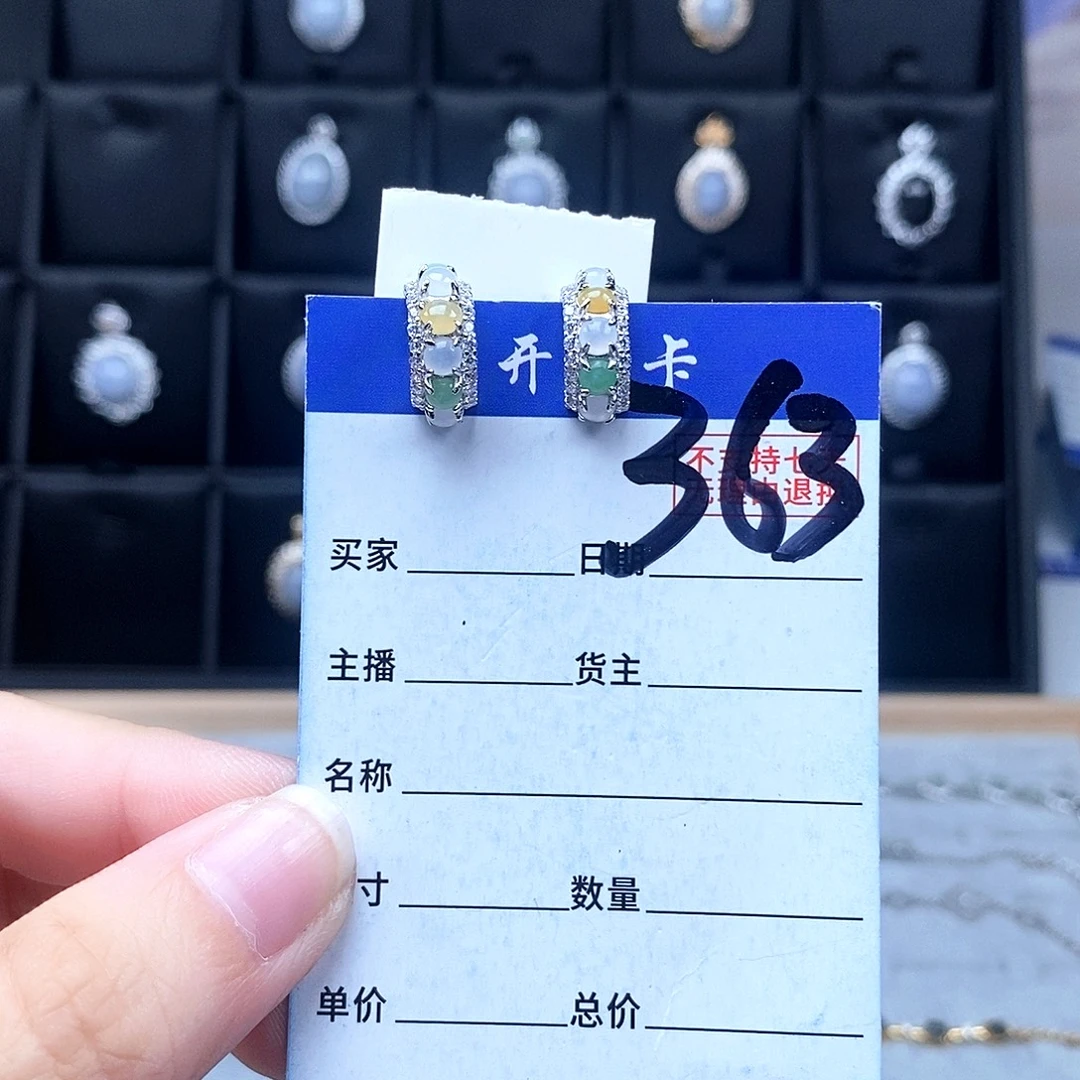 开 卡
363
买家 日期
主播 货主
名称
寸 数量
单价 总价